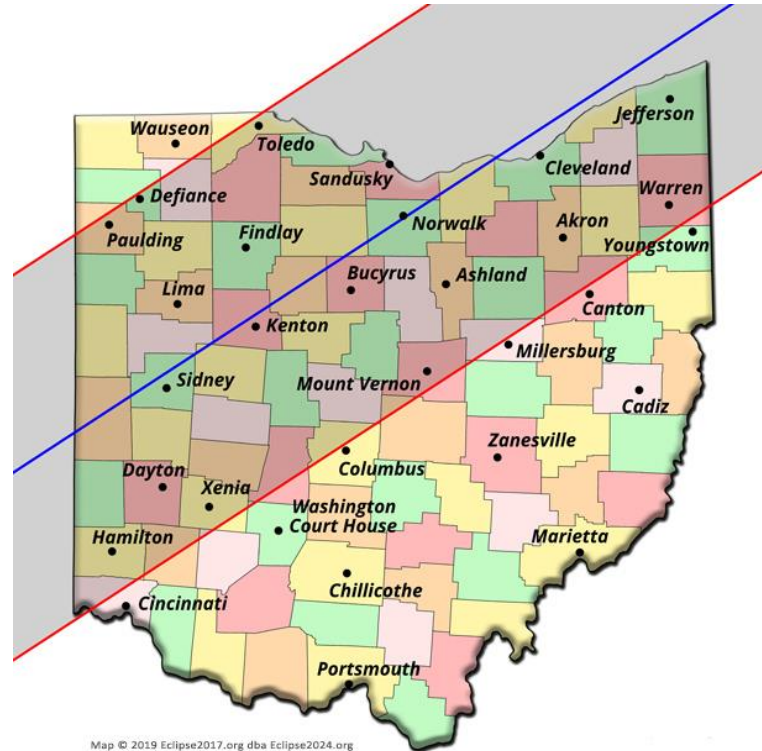 Jefferson
Wauseon
Toledo
Cleveland
Sandusky
Defiance
Warren
Norwalk
Akron
Paulding
Findlay
Youngstown
Bucyrus
Ashland
Lima
Canton
Kenton
Millersburg
Sidney
Mount Vernon
Cadiz
Zanesville
Columbus
Dayton
Xenia
Washington
Court House
Hamilton
Marietta
Chillicothe
Cincinnati
Portsmouth
Map © 2019 Eclipse2017.org dba Eclipse2024.org